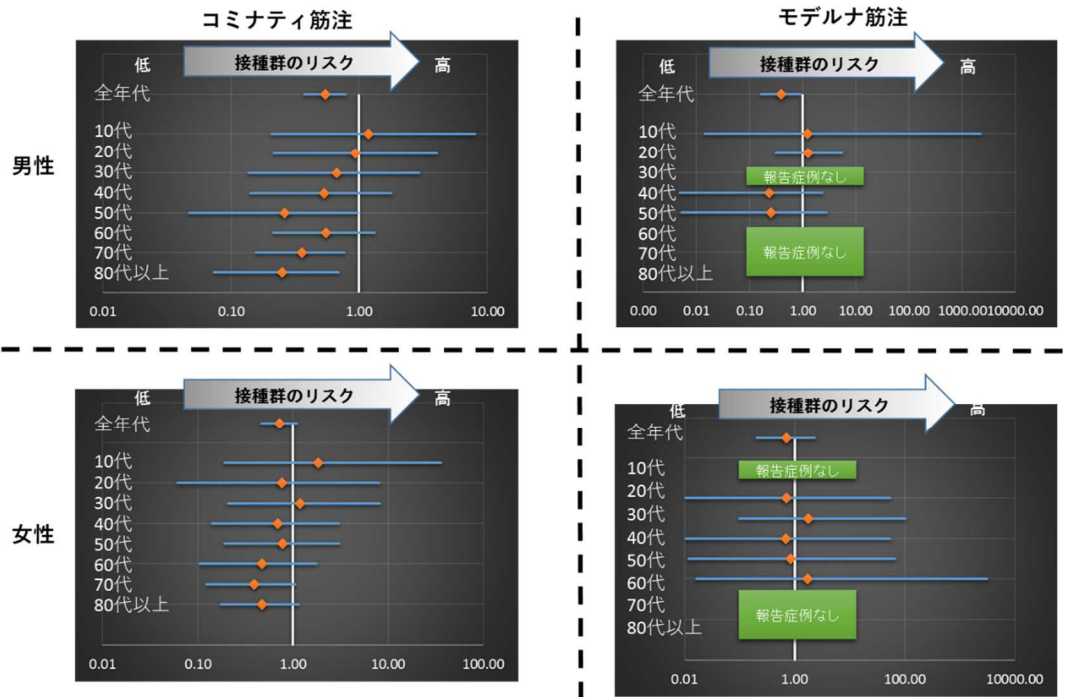 コミナティ筋注
モデルナ筋注
男性
接種群のリスク
低
高
全年代
10代
20代
30代
40代
50代
60代
70代
80代以上
0.01
0.10
1.00
10.00
接種群のリスク
低
高
全年代
10代
20代
30代
報告症例なし
40代
50代
60代
70代
報告症例なし
80代以上
0.00
0.01
0.10
1.00
10.00
100.00
1000.00
10000.00
女性
接種群のリスク
低
高
全年代
10代
20代
30代
40代
50代
60代
70代
80代以上
0.01
0.10
1.00
10.00
100.00
接種群のリスク
低
高
全年代
10代
報告症例なし
20代
30代
40代
50代
60代
70代
報告症例なし
80代以上
0.01
1.00
100.00
10000.00